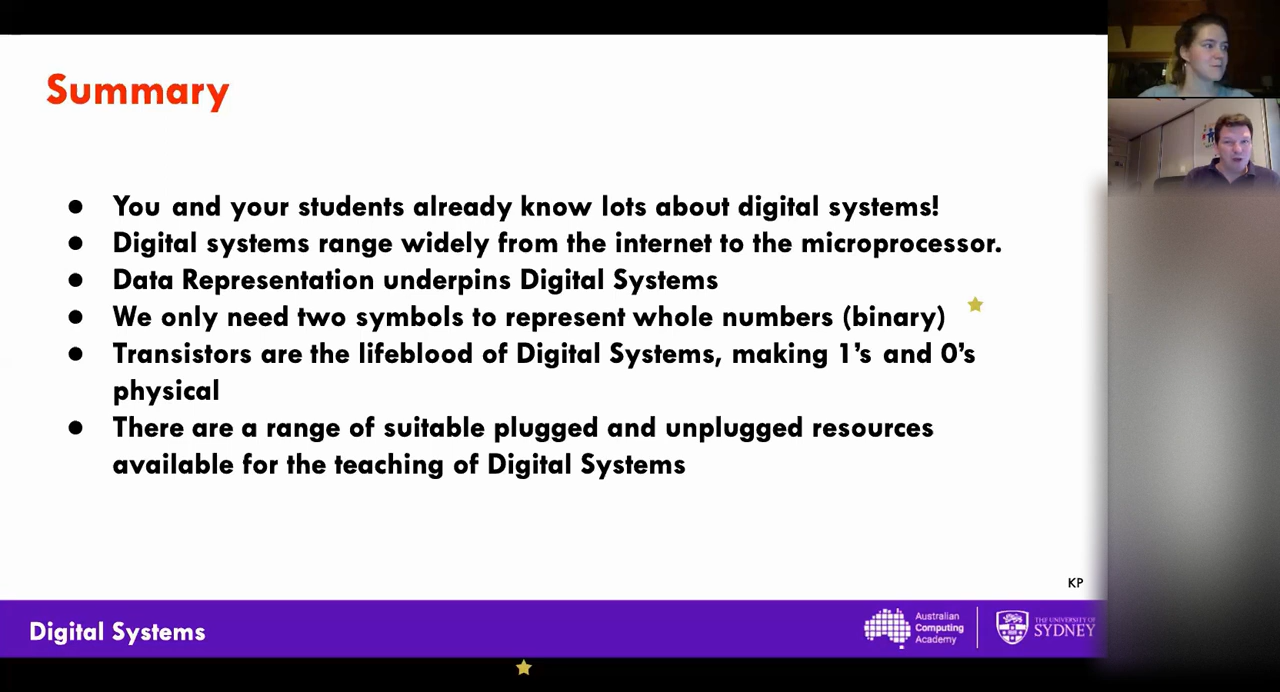 Summary
● You and your students already know lots about digital systems!
● Digital systems range widely from the internet to the microprocessor.
● Data Representation underpins Digital Systems
● We only need two symbols to represent whole numbers (binary)
● Transistors are the lifeblood of Digital Systems, making 1’s and 0’s
physical
● There are a range of suitable plugged and unplugged resources
available for the teaching of Digital Systems
KP
Digital Systems
Australian
Computing
Academy
THE UNIVERSITY OF
SYDNEY